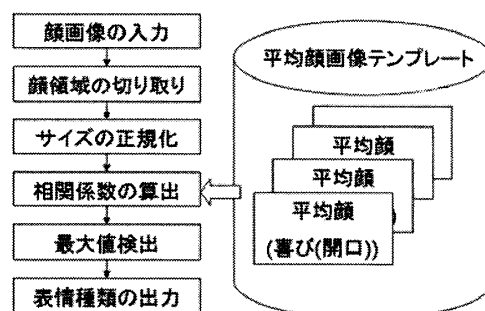 顔画像の入力
顔領域の切り取り
サイズの正規化
相関係数の算出
最大値検出
表情種類の出力
平均顔画像テンプレート
平均顔
平均顔
平均顔
(喜び(開口))